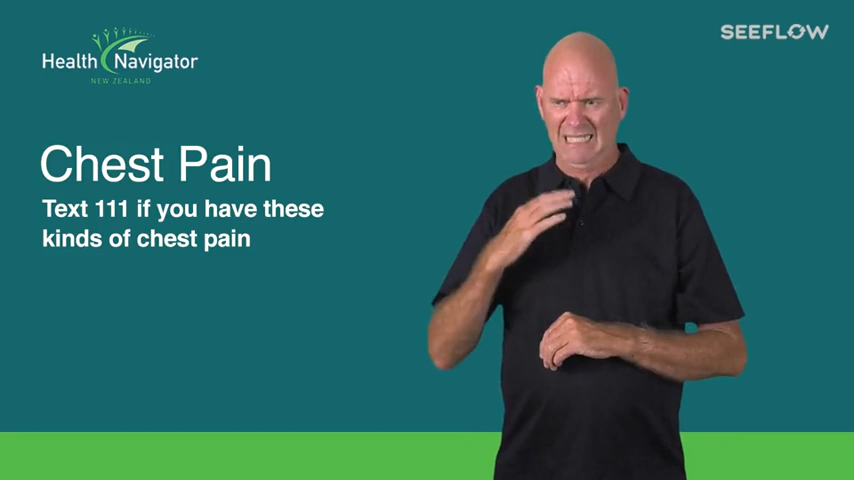 Health Navigator
NEW ZEALAND
SEEFLOW
Chest Pain
Text 111 if you have these
kinds of chest pain